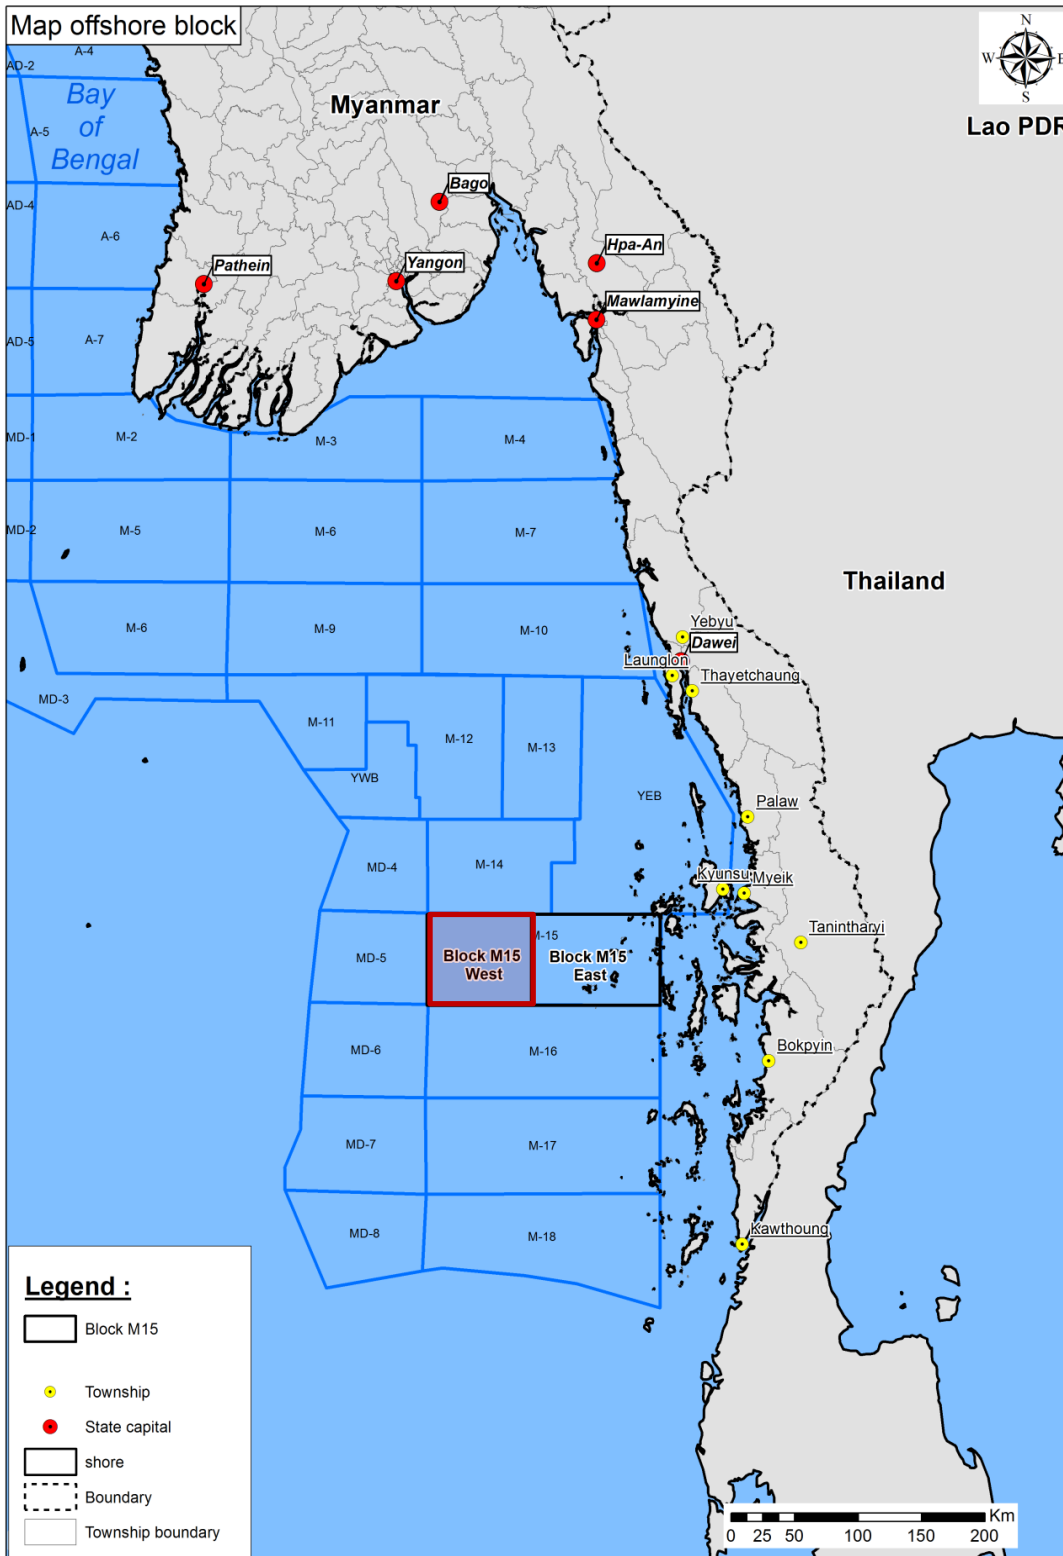 Map offshore block
N
W
E
S
A-4
AD-2
Bay
of
Bengal
Myanmar
Lao PDR
A-5
Bago
AD-4
A-6
Hpa-An
Pathein
Yangon
Mawlamyine
AD-5
A-7
MD-1
M-2
M-3
M-4
MD-2
M-5
M-6
M-7
Thailand
M-6
M-9
M-10
Yebyu
Dawei
Launglon
Thayetchaung
MD-3
M-11
M-12
M-13
YWB
YEB
Palaw
MD-4
M-14
Kyunsu
Myeik
M-15
Tanintharyi
MD-5
Block M15
West
Block M15
East
MD-6
M-16
Bokpyin
MD-7
M-17
MD-8
M-18
Kawthoung
Legend :
Block M15
Township
State capital
shore
Boundary
Township boundary
Km
0 25 50 100 150 200